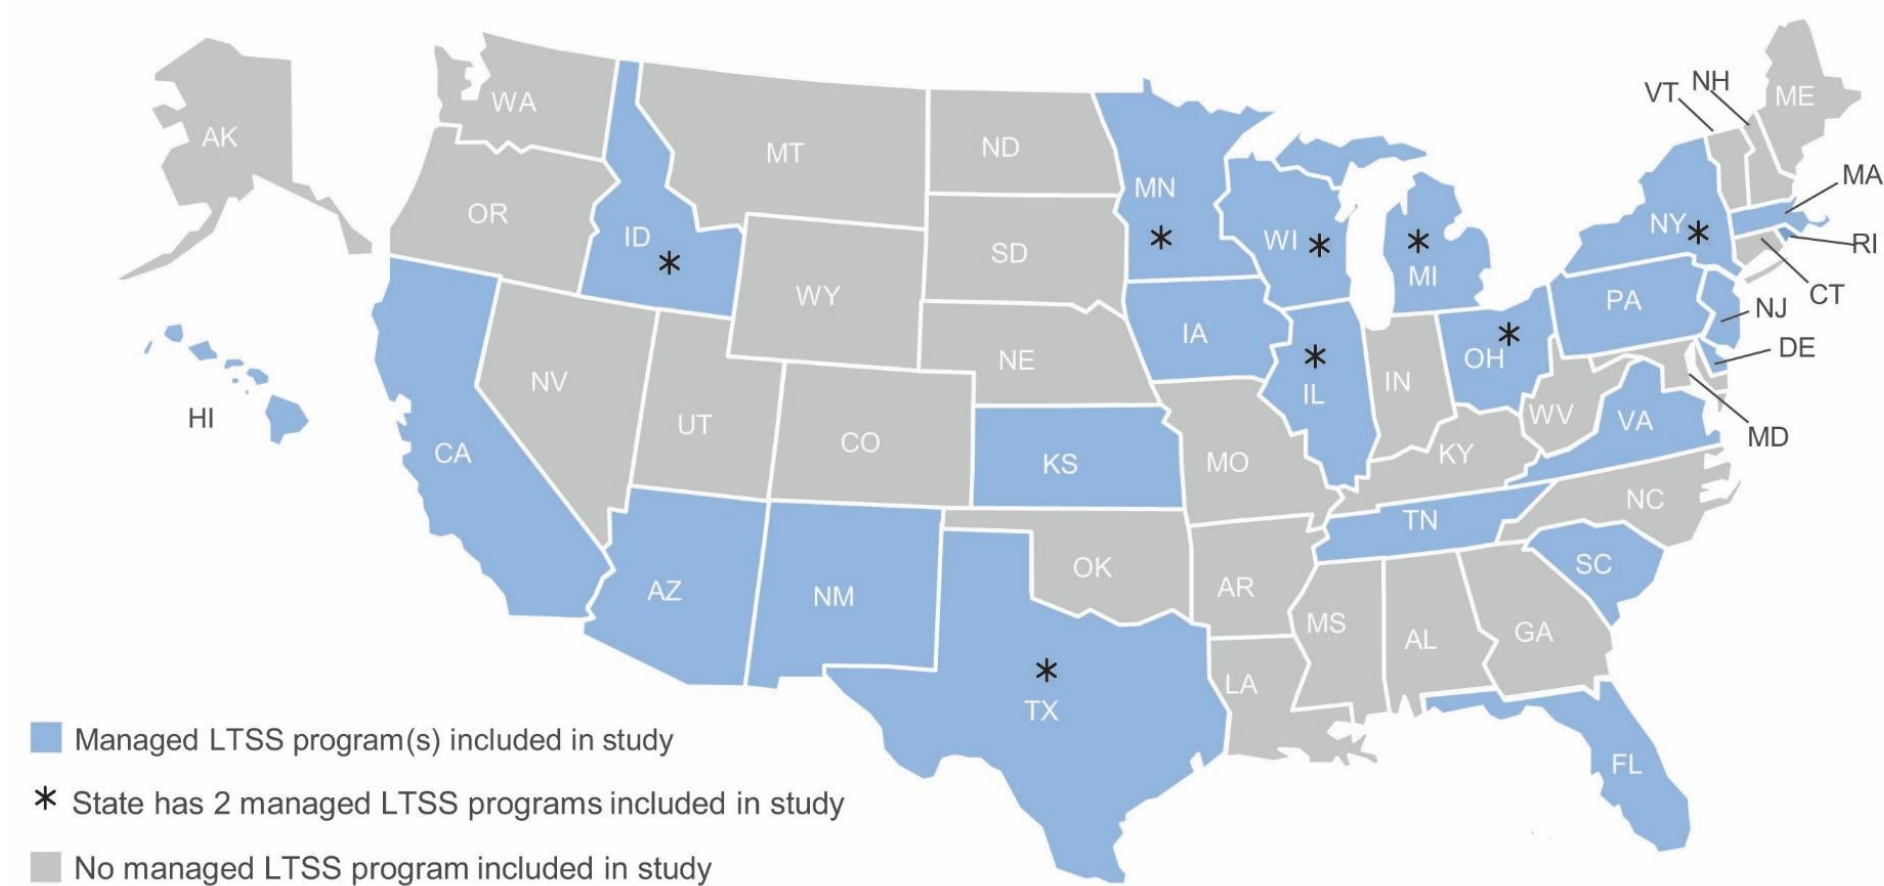 AK
WA
MT
ND
MN
VT
NH
ME
MA
OR
ID
*
SD
*
WI
*
*
MI
NY
*
RI
WY
PA
CT
NJ
HI
NV
UT
CO
NE
IA
*
IL
IN
OH
*
DE
CA
KS
MO
KY
WV
VA
MD
AZ
NM
OK
AR
TN
NC
SC
MS
AL
GA
LA
*
TX
FL
Managed LTSS program(s) included in study
* State has 2 managed LTSS programs included in study
No managed LTSS program included in study